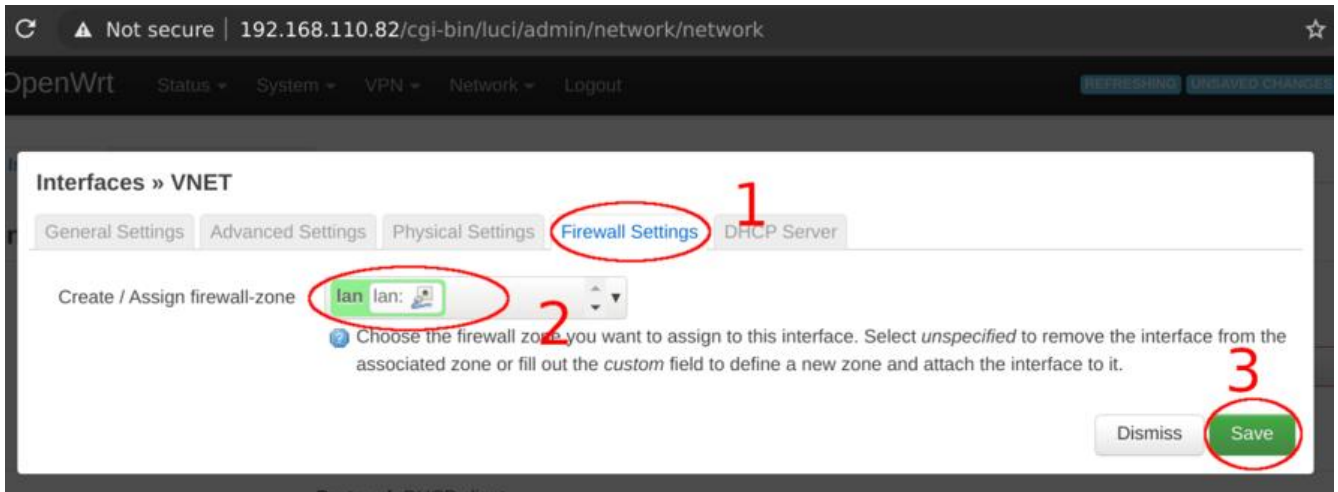 Not secure | 192.168.110.82/cgi-bin/luci/admin/network/network
OpenWrt Status System VPN Network Logout REFRESHING UNSAVED CHANGES
Interfaces » VNET
1
General Settings Advanced Settings Physical Settings Firewall Settings DHCP Server
Create / Assign firewall-zone lan lan:
2
Choose the firewall zone you want to assign to this interface. Select unspecified to remove the interface from the
associated zone or fill out the custom field to define a new zone and attach the interface to it.
3
Dismiss Save